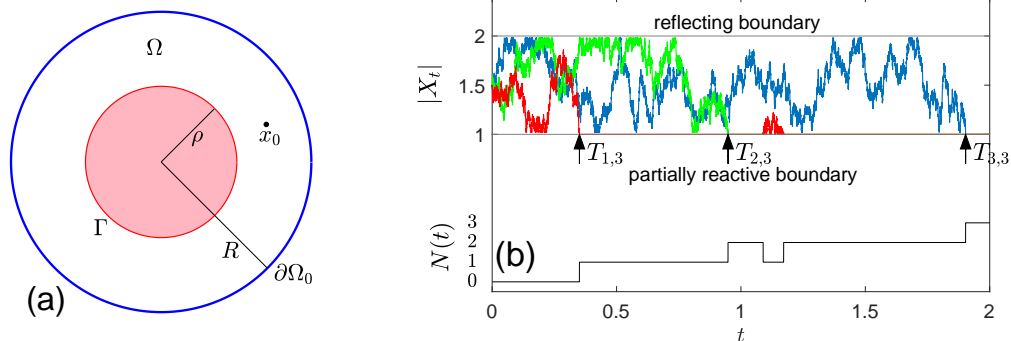 Ω
x₀
ρ
Γ
R
∂Ω₀
(a)
reflecting boundary
|Xₜ|
2
1.5
1
T₁,₃
T₂,₃
T₃,₃
partially reactive boundary
N(t)
3
2
1
0
(b)
0 0.5 1 1.5 2
t